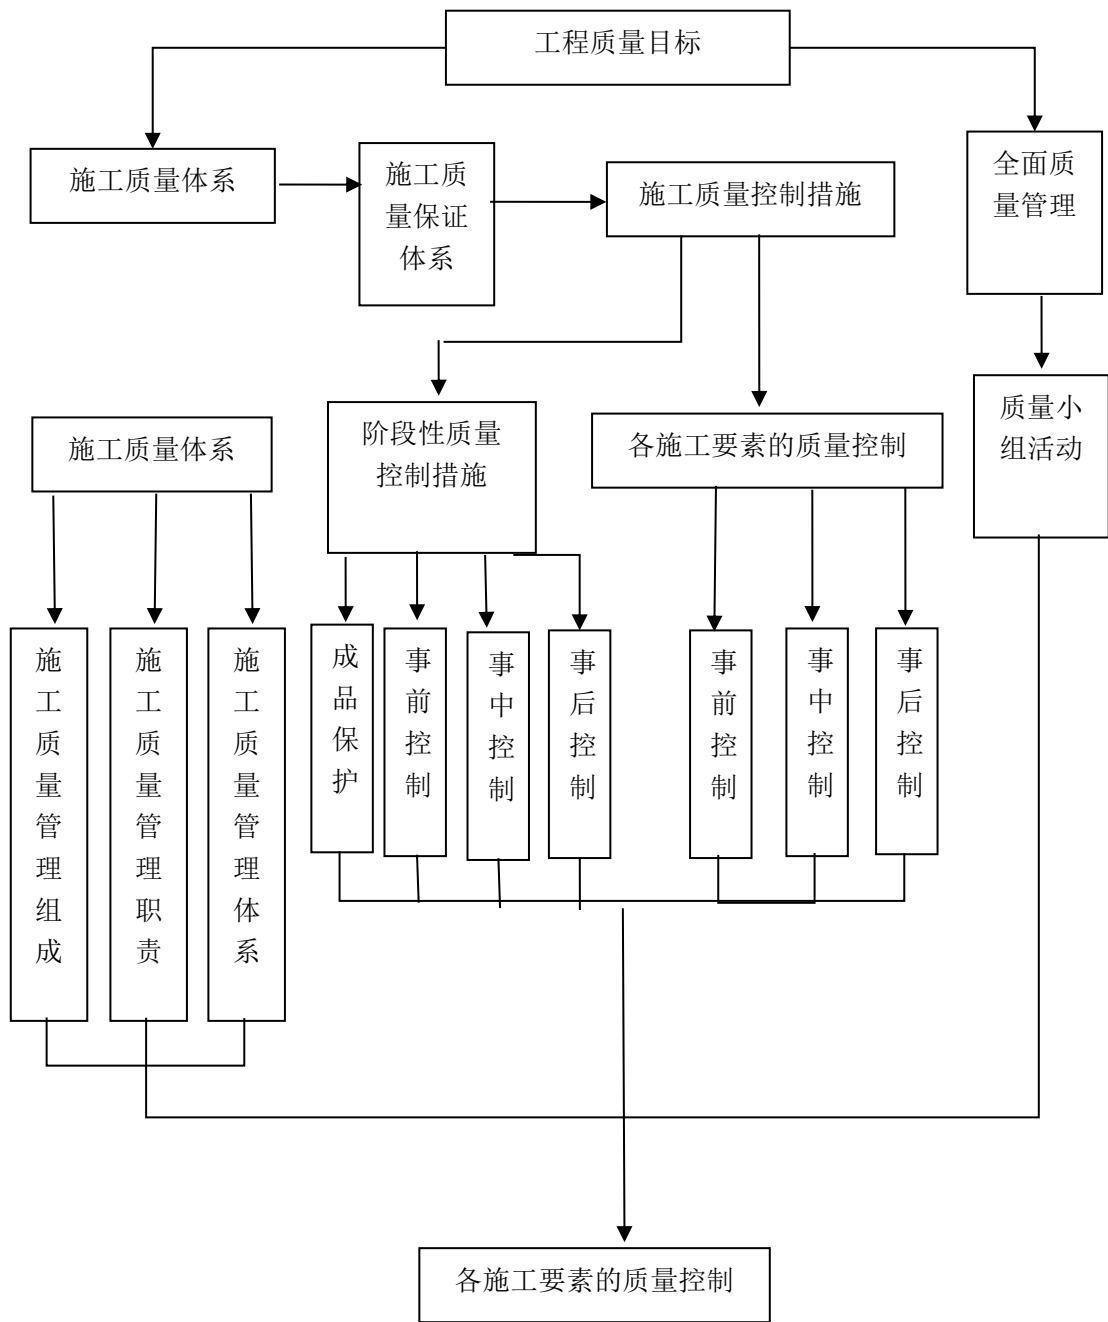 工程质量目标
施工质量体系
施工质
量保证
体系
施工质量控制措施
全面质
量管理
施工质量体系
阶段性质量
控制措施
各施工要素的质量控制
质量小
组活动
施工质量管理组成
施工质量管理职责
施工质量管理体系
成品保护
事前控制
事中控制
事后控制
事前控制
事中控制
事后控制
各施工要素的质量控制